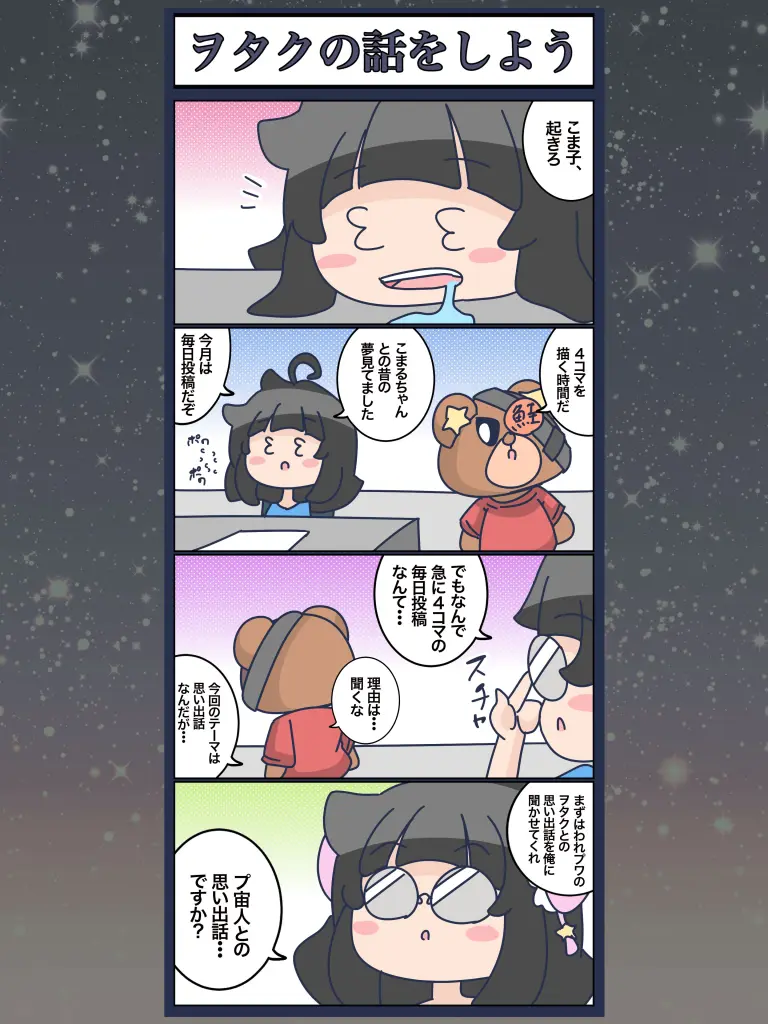 ヲタクの話をしよう
こま子、
起きろ
4コマを
描く時間だ
こまるちゃん
との昔の
夢見てました
今月は
毎日投稿だぞ
鮭
ポワ
ポワ
でもなんで
急に4コマの
毎日投稿
なんて…
スチャ
理由は…
聞くな
今回のテーマは
思い出話
なんだが…
まずはわれプワの
ヲタクとの
思い出話を俺に
聞かせてくれ
プ宙人との
思い出話…
ですか?